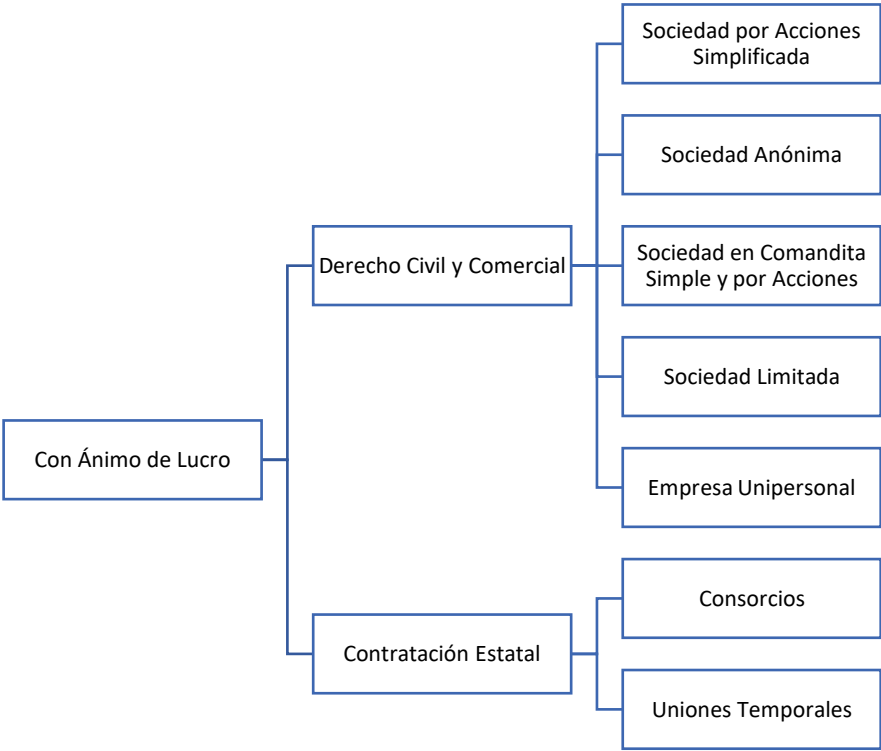 Sociedad por Acciones
Simplificada
Sociedad Anónima
Derecho Civil y Comercial
Sociedad en Comandita
Simple y por Acciones
Sociedad Limitada
Con Ánimo de Lucro
Empresa Unipersonal
Consorcios
Contratación Estatal
Uniones Temporales